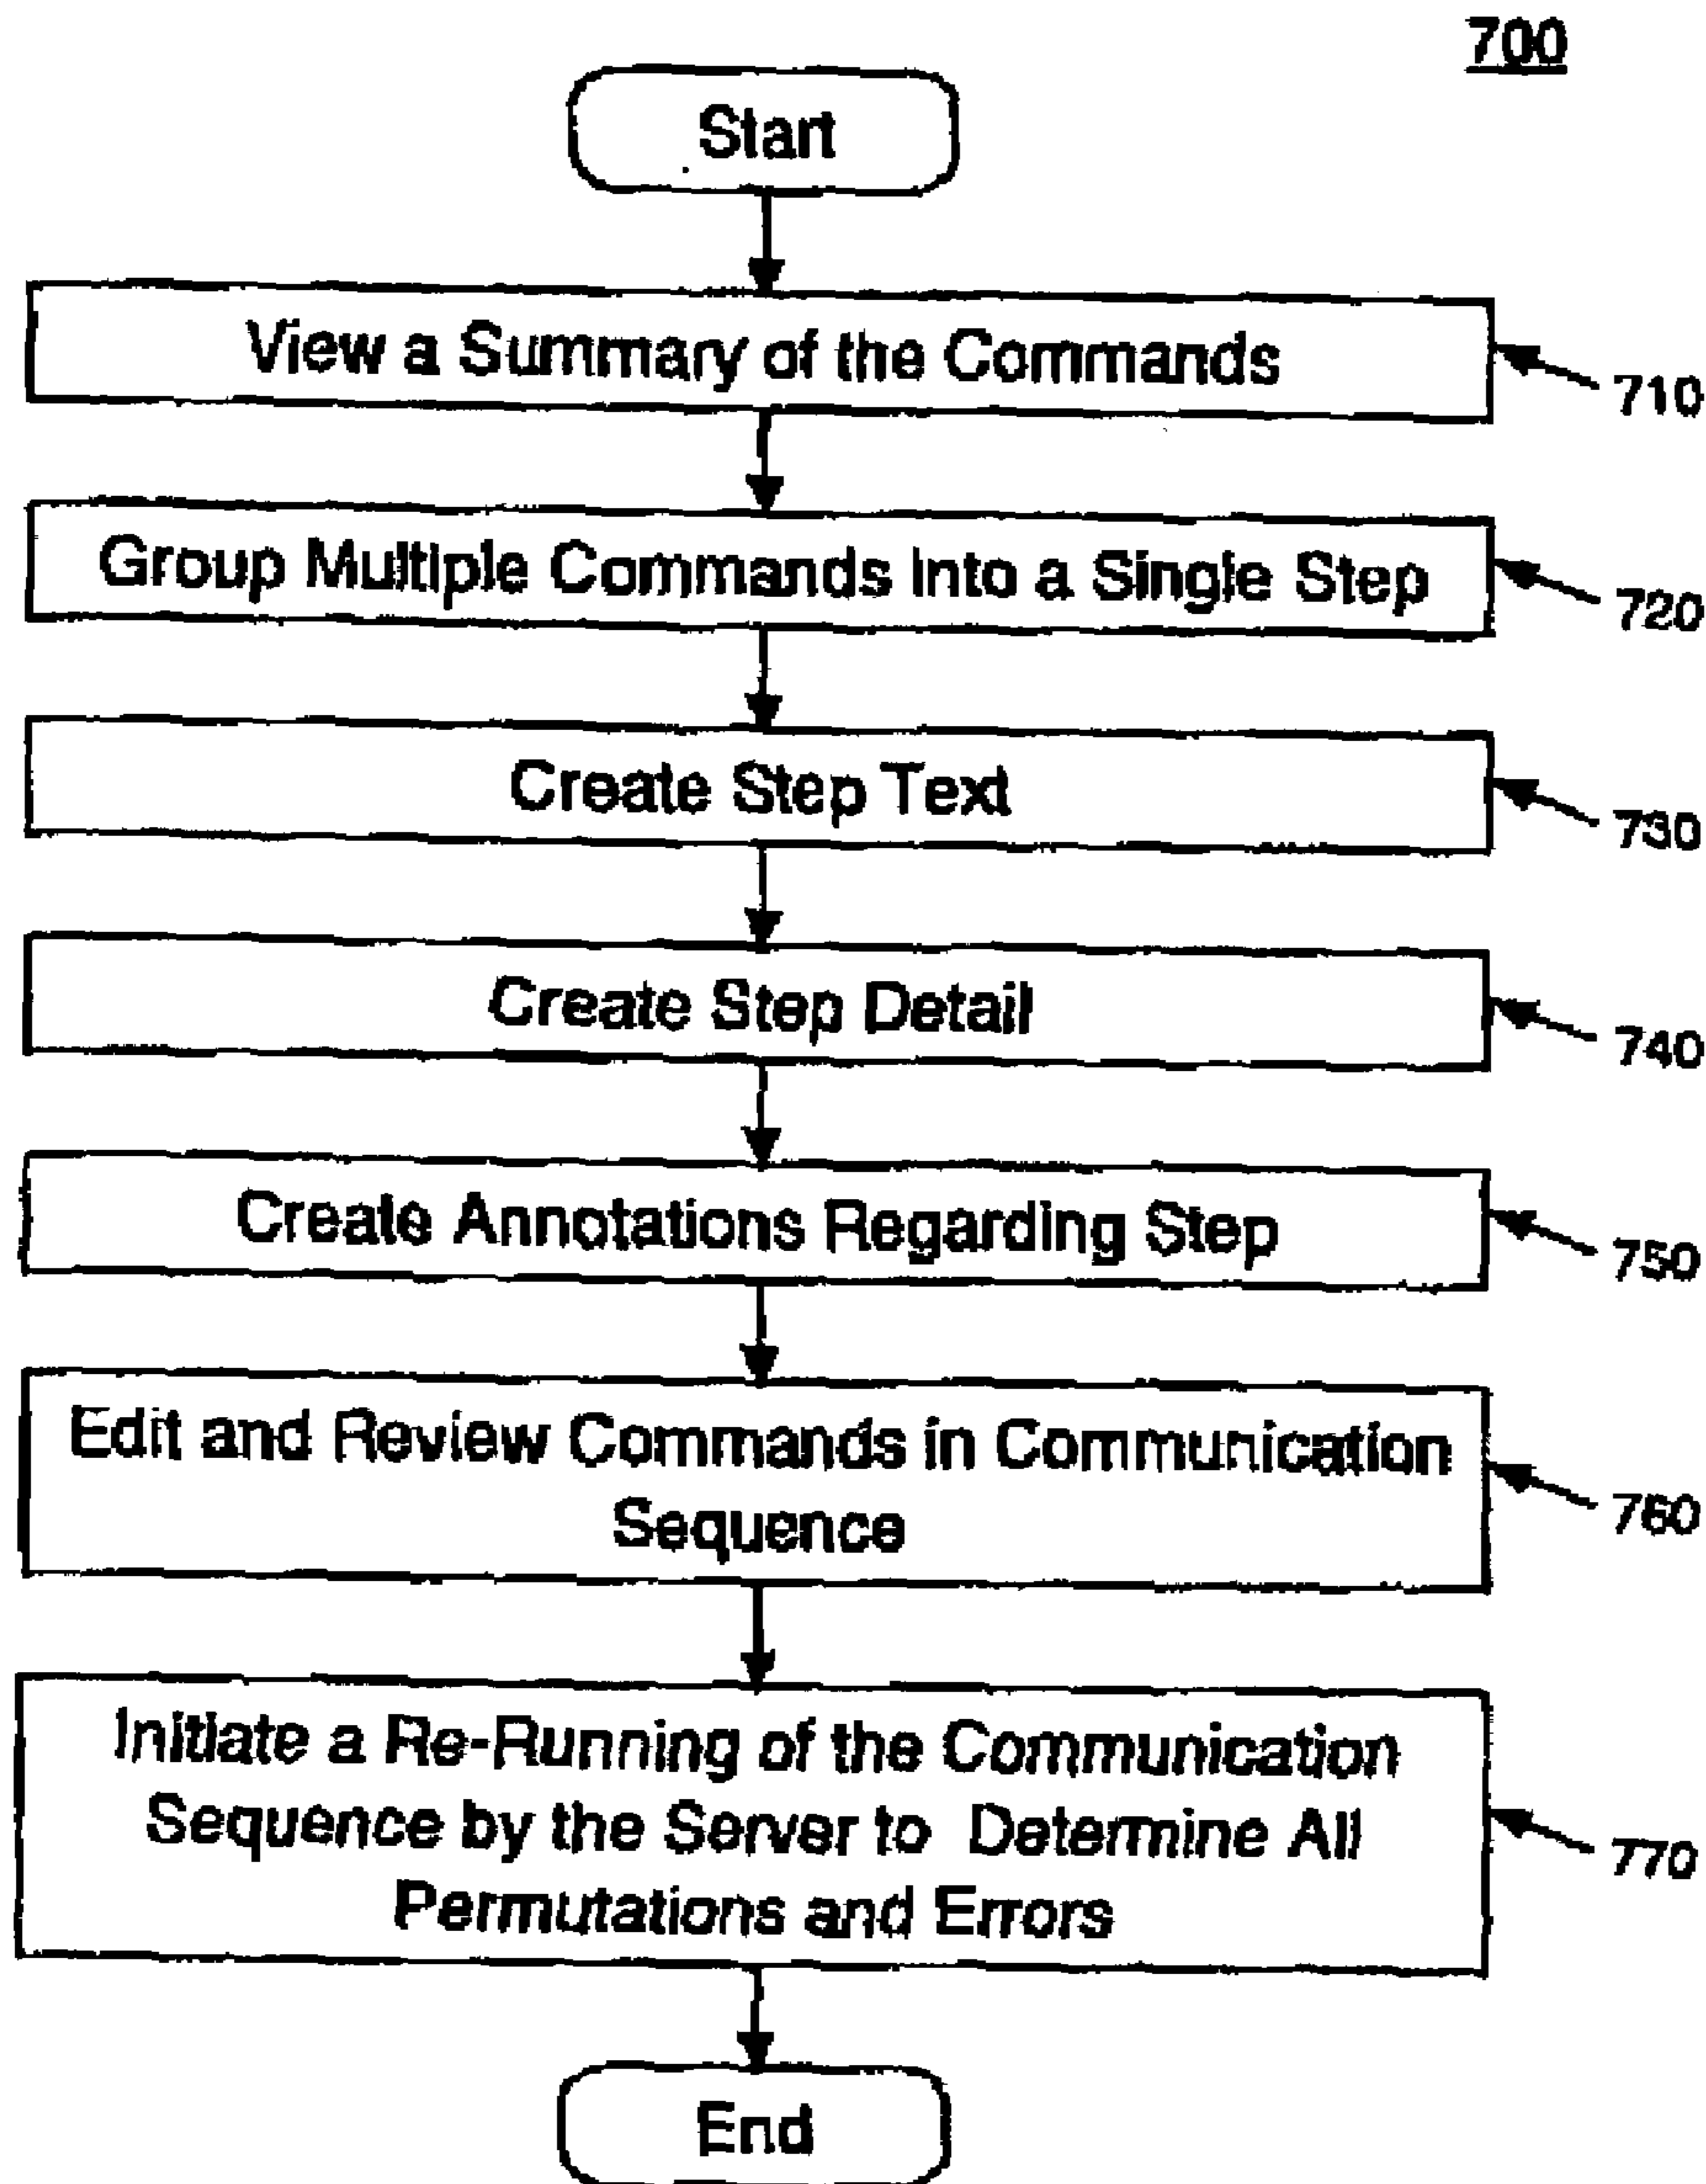 700
Start
View a Summary of the Commands
710
Group Multiple Commands Into a Single Step
720
Create Step Text
730
Create Step Detail
740
Create Annotations Regarding Step
750
Edit and Review Commands in Communication
Sequence
760
Initiate a Re-Running of the Communication
Sequence by the Server to Determine All
Permutations and Errors
770
End